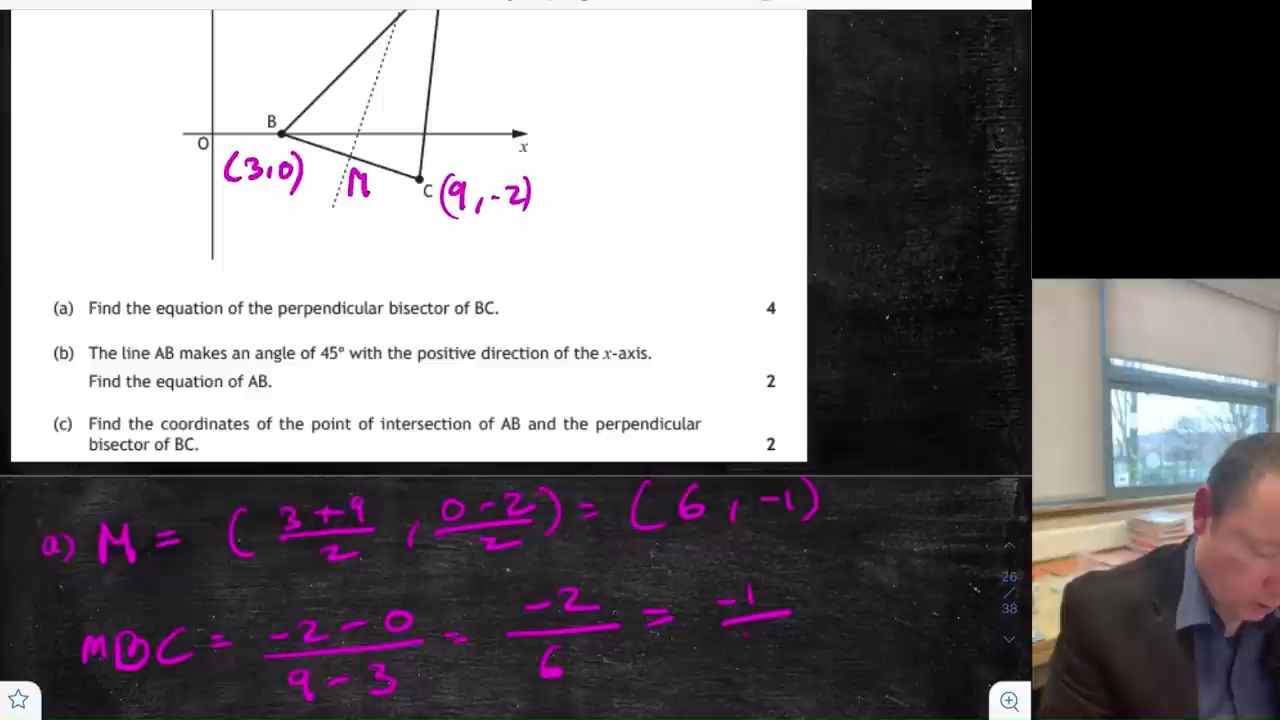 B
O
x
(3,0)
M
C (9,-2)
(a) Find the equation of the perpendicular bisector of BC. 4
(b) The line AB makes an angle of 45° with the positive direction of the x-axis.
Find the equation of AB. 2
(c) Find the coordinates of the point of intersection of AB and the perpendicular
bisector of BC. 2
a) M = (3+9/2, 0-2/2) = (6, -1)
mBC = -2-0/9-3 = -2/6 = -1
26
/
38